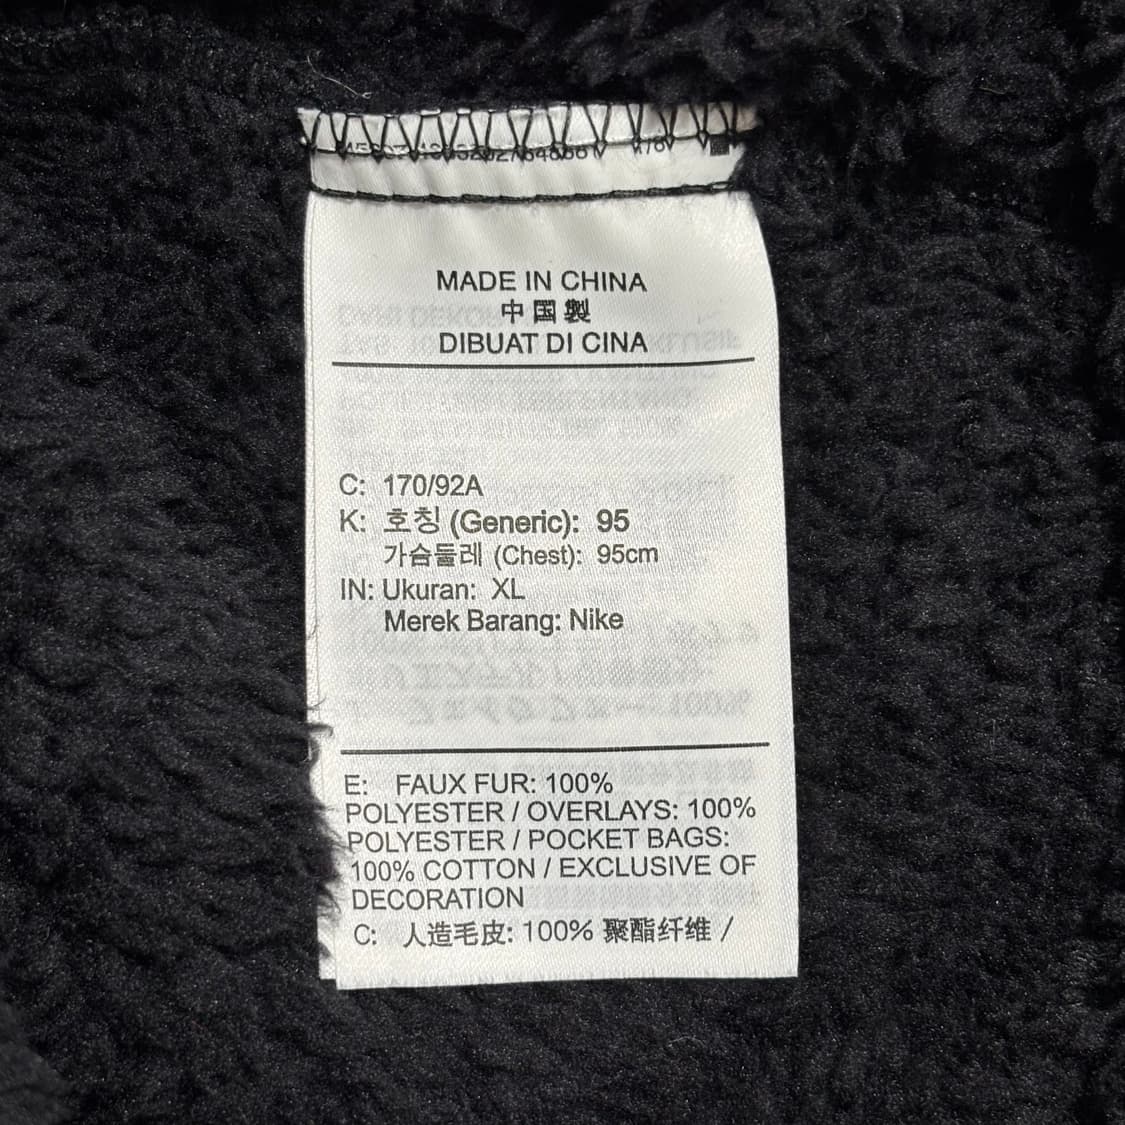 MADE IN CHINA
中国製
DIBUAT DI CINA
C: 170/92A
K: 호칭 (Generic): 95
가슴둘레 (Chest): 95cm
IN: Ukuran: XL
Merek Barang: Nike
E: FAUX FUR: 100%
POLYESTER / OVERLAYS: 100%
POLYESTER / POCKET BAGS:
100% COTTON / EXCLUSIVE OF
DECORATION
C: 人造毛皮: 100% 聚酯纤维 /